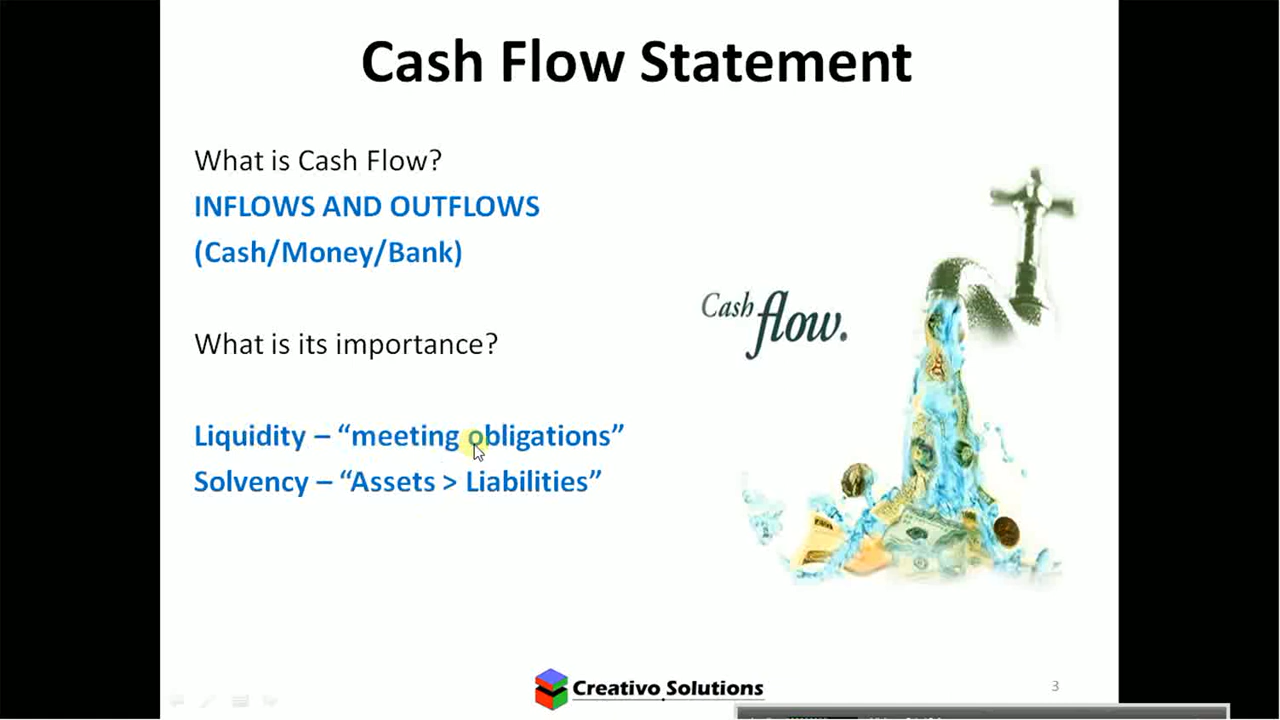 Cash Flow Statement
What is Cash Flow?
INFLOWS AND OUTFLOWS
(Cash/Money/Bank)
Cash flow.
What is its importance?
Liquidity – “meeting obligations”
Solvency – “Assets > Liabilities”
Creativo Solutions
3